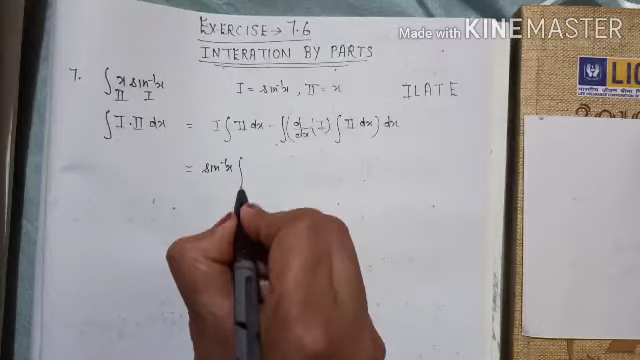 EXERCISE → 7.6
Made with KINEMASTER
INTERATION BY PARTS
7. ∫ x sin⁻¹x
II I
I = sin⁻¹x , II = x
ILATE
∫ I · II dx = I ∫ II dx - ∫ ( d/dx (I) ∫ II dx ) dx
= sin⁻¹x ∫
LIC